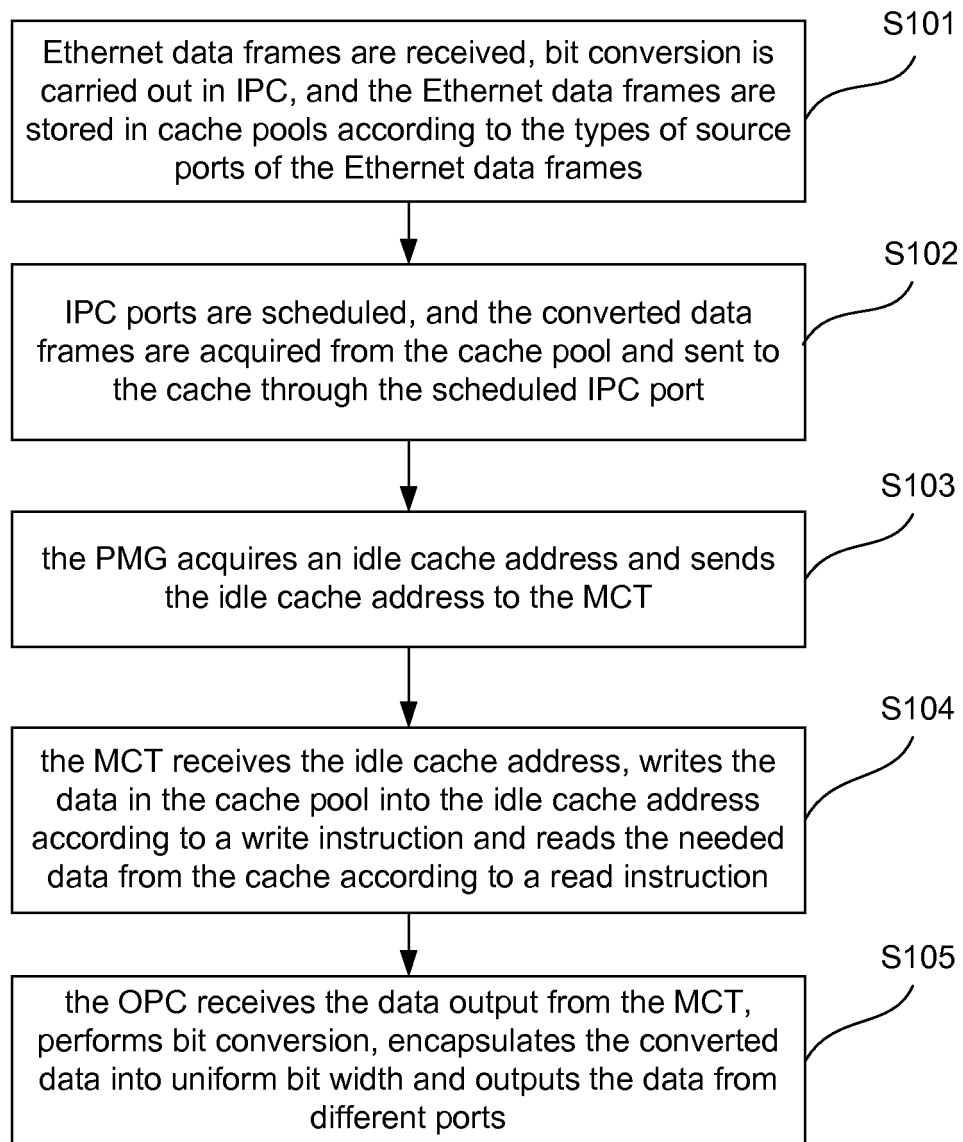 S101
Ethernet data frames are received, bit conversion is
carried out in IPC, and the Ethernet data frames are
stored in cache pools according to the types of source
ports of the Ethernet data frames
S102
IPC ports are scheduled, and the converted data
frames are acquired from the cache pool and sent to
the cache through the scheduled IPC port
S103
the PMG acquires an idle cache address and sends
the idle cache address to the MCT
S104
the MCT receives the idle cache address, writes the
data in the cache pool into the idle cache address
according to a write instruction and reads the needed
data from the cache according to a read instruction
S105
the OPC receives the data output from the MCT,
performs bit conversion, encapsulates the converted
data into uniform bit width and outputs the data from
different ports